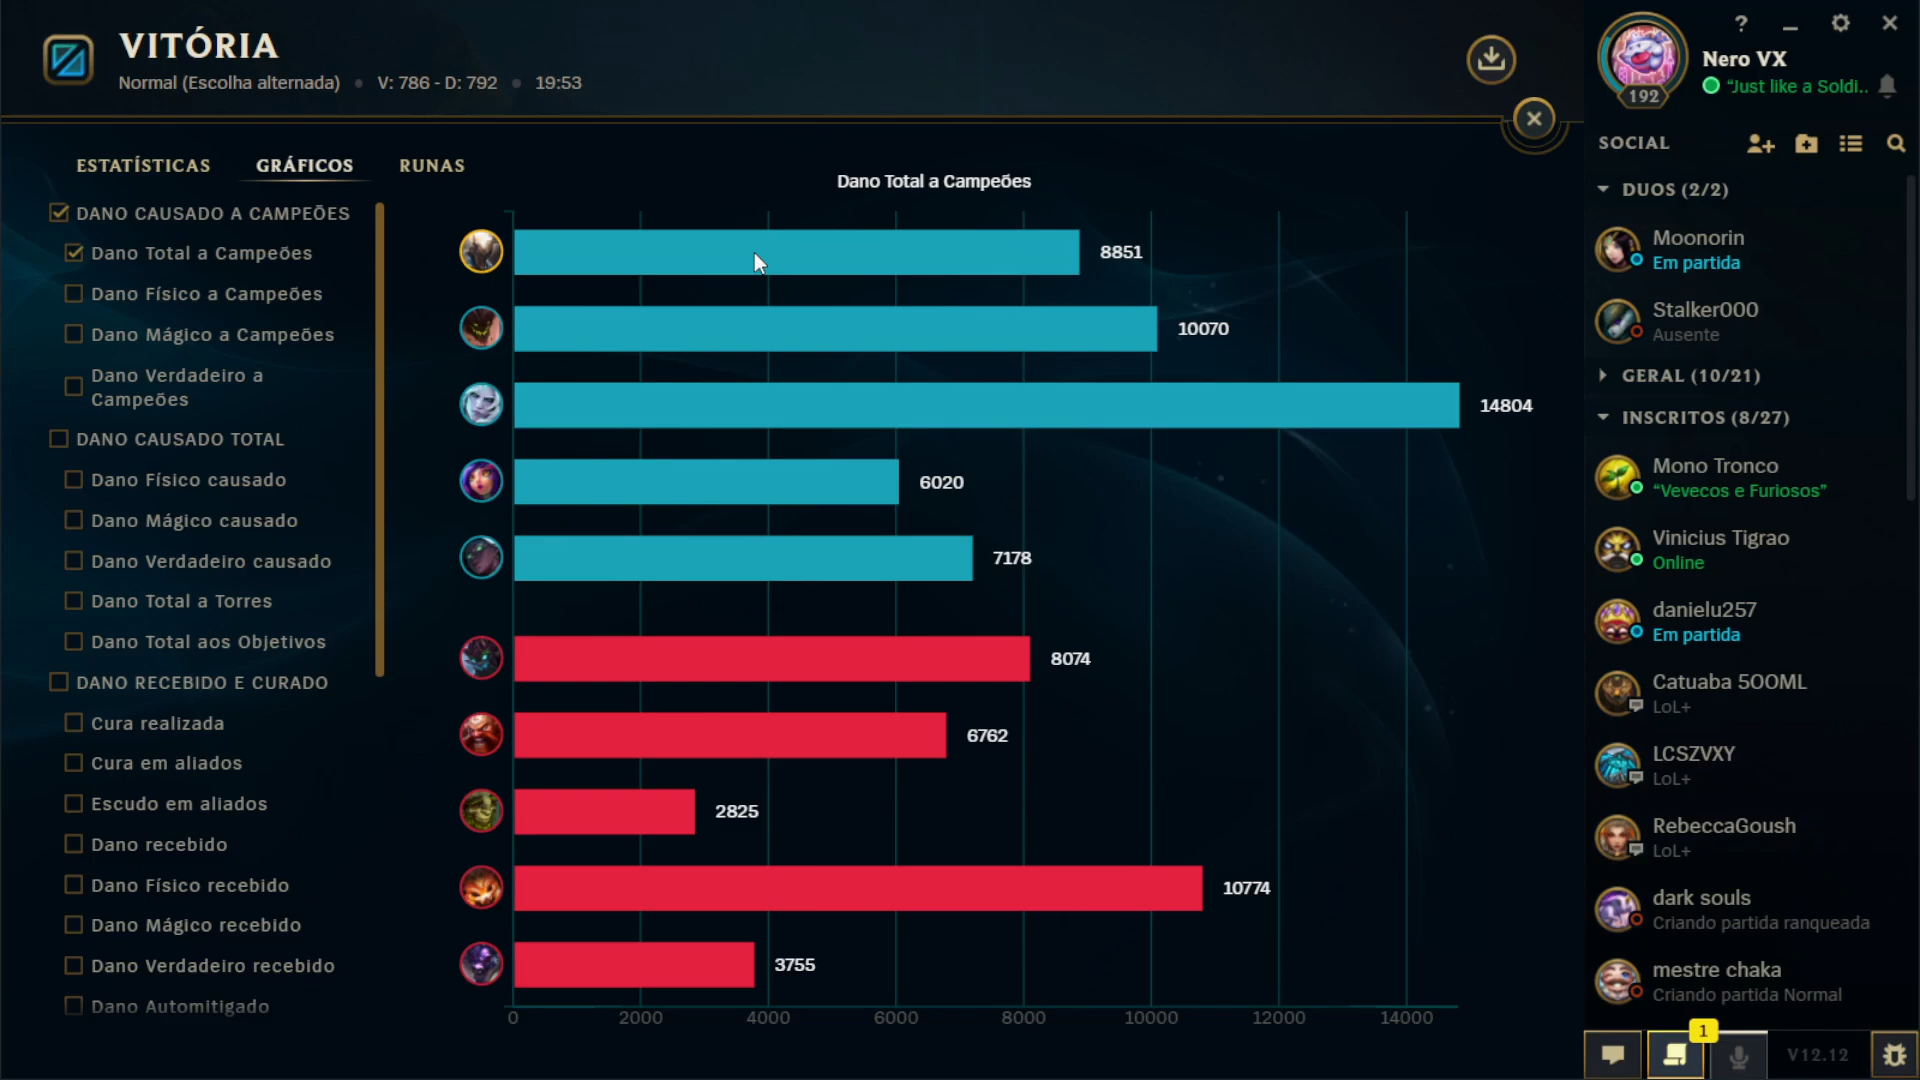 VITÓRIA
Normal (Escolha alternada) • V: 786 - D: 792 • 19:53
ESTATÍSTICAS GRÁFICOS RUNAS
DANO CAUSADO A CAMPEÕES
Dano Total a Campeões
Dano Físico a Campeões
Dano Mágico a Campeões
Dano Verdadeiro a
Campeões
DANO CAUSADO TOTAL
Dano Físico causado
Dano Mágico causado
Dano Verdadeiro causado
Dano Total a Torres
Dano Total aos Objetivos
DANO RECEBIDO E CURADO
Cura realizada
Cura em aliados
Escudo em aliados
Dano recebido
Dano Físico recebido
Dano Mágico recebido
Dano Verdadeiro recebido
Dano Automitigado
Dano Total a Campeões
8851
10070
14804
6020
7178
8074
6762
2825
10774
3755
0 2000 4000 6000 8000 10000 12000 14000
?
192
Nero VX
“Just like a Soldi..
SOCIAL
DUOS (2/2)
Moonorin
Em partida
Stalker000
Ausente
GERAL (10/21)
INSCRITOS (8/27)
Mono Tronco
“Vevecos e Furiosos”
Vinicius Tigrao
Online
danielu257
Em partida
Catuaba 500ML
LoL+
LCSZVXY
LoL+
RebeccaGoush
LoL+
dark souls
Criando partida ranqueada
mestre chaka
Criando partida Normal
1
V12.12